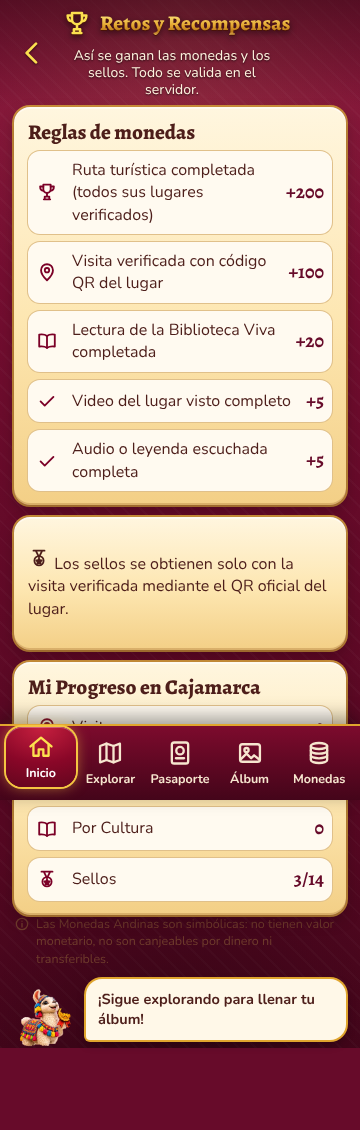 Retos y Recompensas
Así se ganan las monedas y los
sellos. Todo se valida en el
servidor.
Reglas de monedas
Ruta turística completada
(todos sus lugares
verificados)
+200
Visita verificada con código
QR del lugar
+100
Lectura de la Biblioteca Viva
completada
+20
Video del lugar visto completo +5
Audio o leyenda escuchada
completa
+5
Los sellos se obtienen solo con la
visita verificada mediante el QR oficial del
lugar.
Mi Progreso en Cajamarca
Inicio
Explorar
Pasaporte
Álbum
Monedas
Por Cultura 0
Sellos 3/14
Las Monedas Andinas son simbólicas: no tienen valor
monetario, no son canjeables por dinero ni
transferibles.
¡Sigue explorando para llenar tu
álbum!